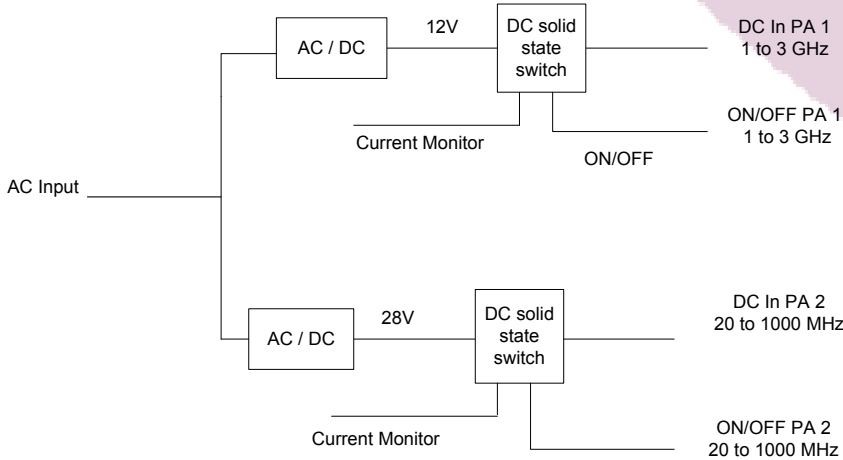 AC Input
AC / DC
12V
DC solid
state
switch
DC In PA 1
1 to 3 GHz
Current Monitor
ON/OFF
ON/OFF PA 1
1 to 3 GHz
AC / DC
28V
DC solid
state
switch
DC In PA 2
20 to 1000 MHz
Current Monitor
ON/OFF PA 2
20 to 1000 MHz